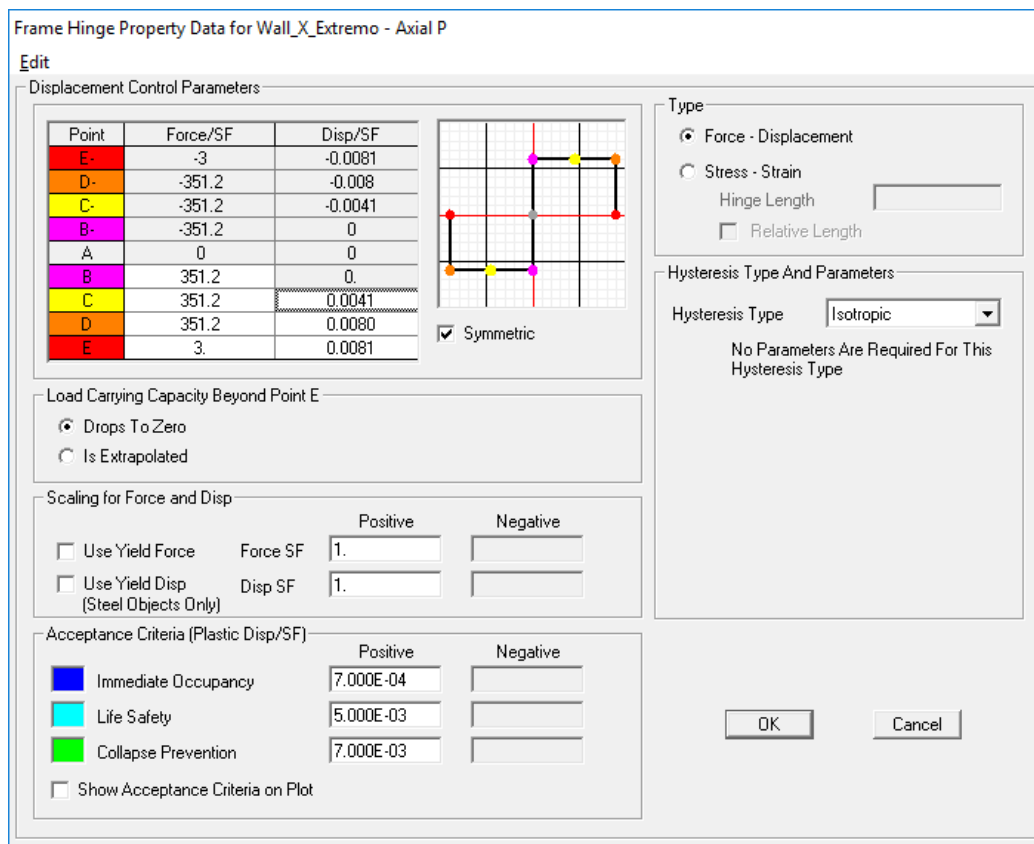 Frame Hinge Property Data for Wall_X_Extremo - Axial P
Edit
Displacement Control Parameters
Point Force/SF Disp/SF
E- -3 -0.0081
D- -351.2 -0.008
C- -351.2 -0.0041
B- -351.2 0
A 0 0
B 351.2 0.
C 351.2 0.0041
D 351.2 0.0080
E 3. 0.0081
Symmetric
Load Carrying Capacity Beyond Point E
Drops To Zero
Is Extrapolated
Scaling for Force and Disp
Positive Negative
Use Yield Force Force SF 1.
Use Yield Disp Disp SF 1.
(Steel Objects Only)
Acceptance Criteria (Plastic Disp/SF)
Positive Negative
Immediate Occupancy 7.000E-04
Life Safety 5.000E-03
Collapse Prevention 7.000E-03
Show Acceptance Criteria on Plot
Type
Force - Displacement
Stress - Strain
Hinge Length
Relative Length
Hysteresis Type And Parameters
Hysteresis Type Isotropic
No Parameters Are Required For This
Hysteresis Type
OK Cancel